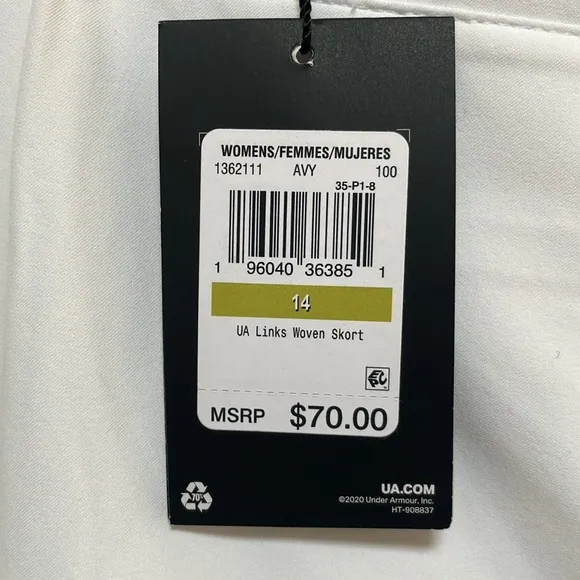 WOMENS/FEMMES/MUJERES
1362111 AVY 100
35-P1-8
1 96040 36385 1
14
UA Links Woven Skort
EPC
MSRP $70.00
70%
UA.COM
©2020 Under Armour, Inc.
HT-908837